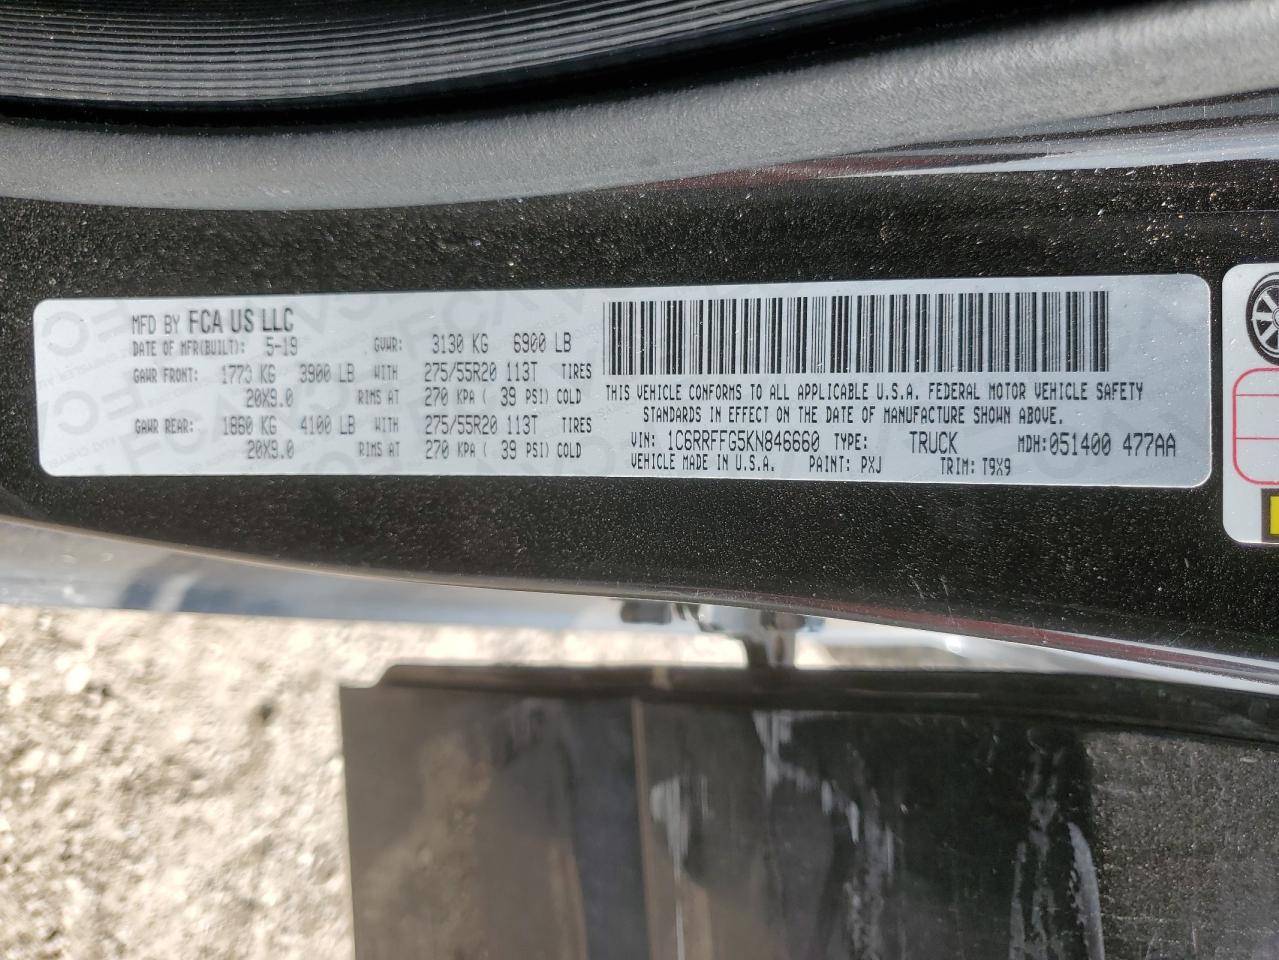 MFD BY FCA US LLC
DATE OF MFR(BUILT): 5-19 GVWR: 3130 KG 6900 LB
GAWR FRONT: 1773 KG 3900 LB WITH 275/55R20 113T TIRES
20X9.0 RIMS AT 270 KPA ( 39 PSI) COLD
GAWR REAR: 1860 KG 4100 LB WITH 275/55R20 113T TIRES
20X9.0 RIMS AT 270 KPA ( 39 PSI) COLD
THIS VEHICLE CONFORMS TO ALL APPLICABLE U.S.A. FEDERAL MOTOR VEHICLE SAFETY
STANDARDS IN EFFECT ON THE DATE OF MANUFACTURE SHOWN ABOVE.
VIN: 1C6RRFFG5KN846660 TYPE: TRUCK MDH: 051400 477AA
VEHICLE MADE IN U.S.A. PAINT: PXJ TRIM: T9X9